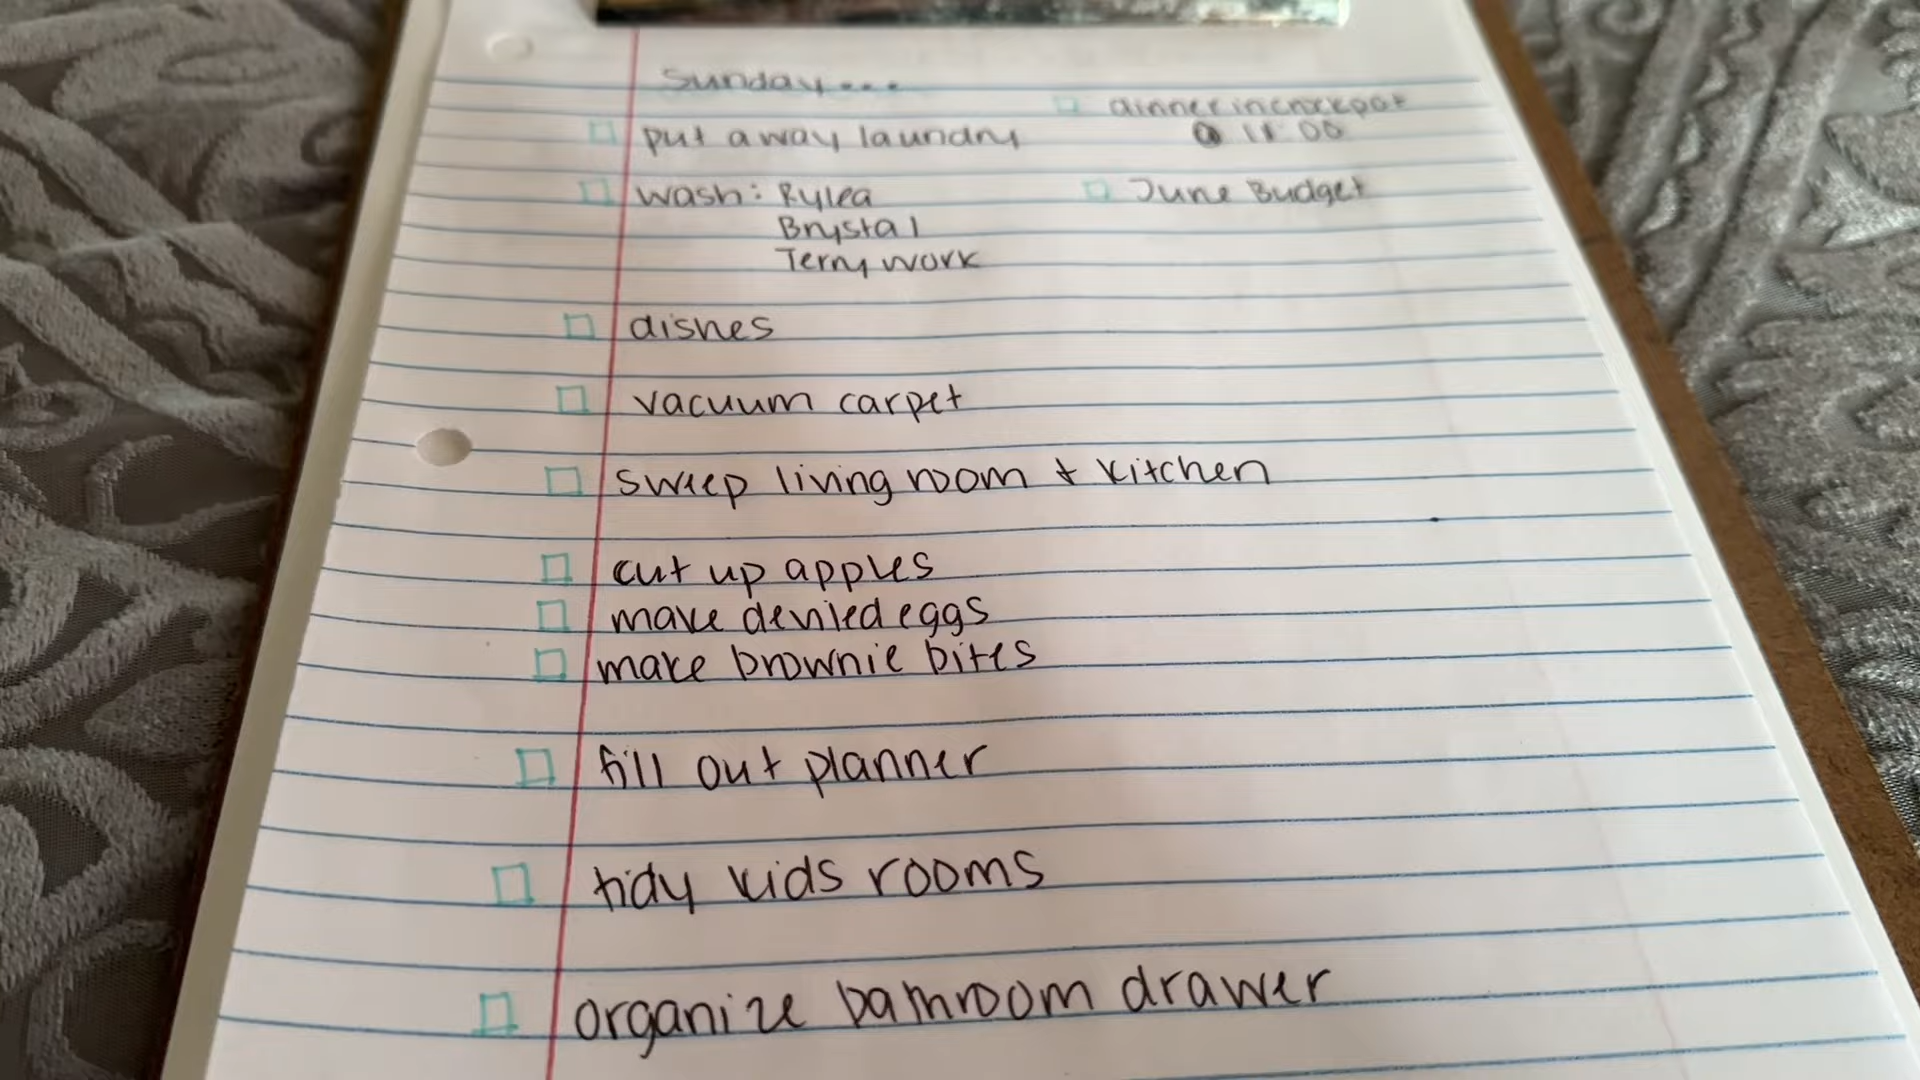 Sunday...
put away laundry
wash: Rylea
Brystal
Terry work
dishes
vacuum carpet
sweep living room + kitchen
cut up apples
make deviled eggs
make brownie bites
fill out planner
tidy kids rooms
organize bathroom drawer
dinner in crockpot
@ 11:00
June Budget